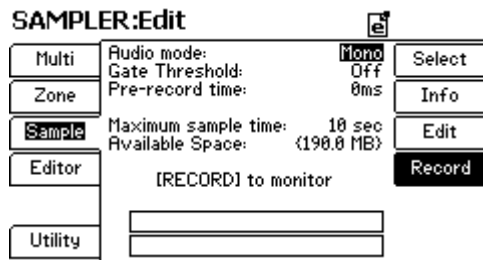 SAMPLER:Edit
e
Multi
Zone
Sample
Editor
Utility
Audio mode: Mono
Gate Threshold: Off
Pre-record time: 0ms
Maximum sample time: 10 sec
Available Space: (190.0 MB)
[RECORD] to monitor
Select
Info
Edit
Record